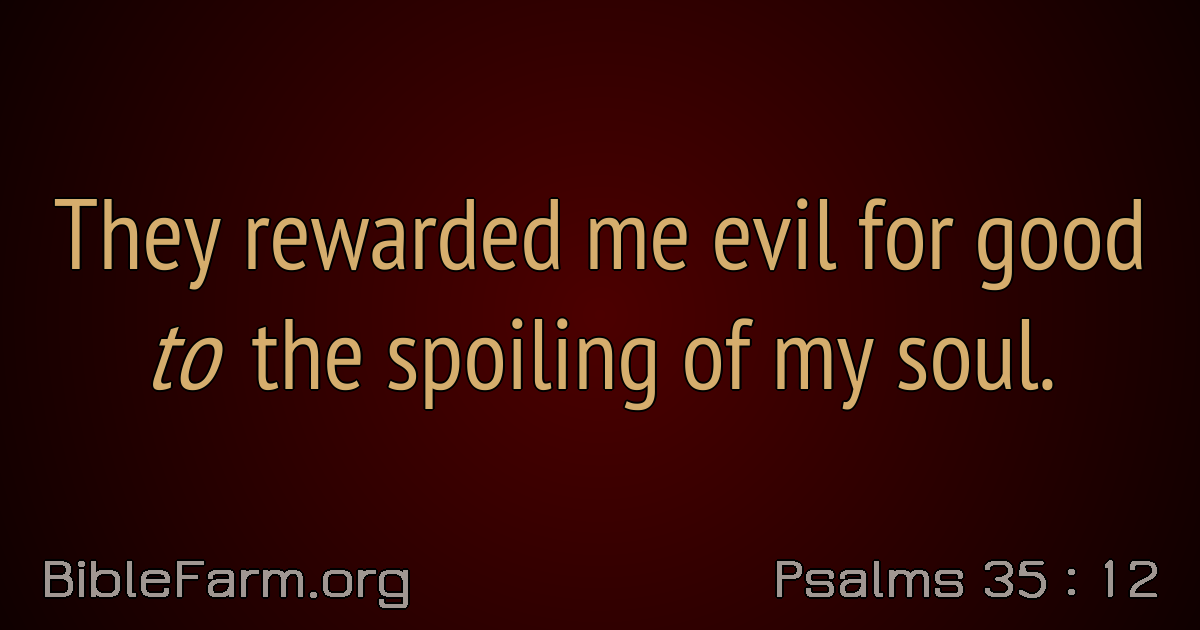 They rewarded me evil for good
to the spoiling of my soul.
BibleFarm.org
Psalms 35 : 12